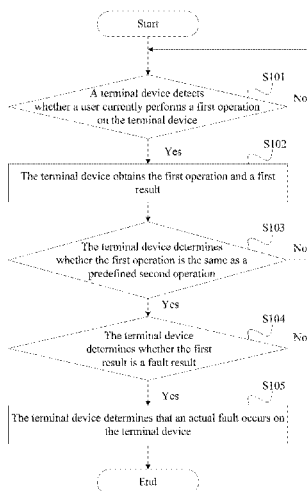 Start
S101
A terminal device detects
whether a user currently performs a first operation
on the terminal device
No
Yes
S102
The terminal device obtains the first operation and a first
result
S103
The terminal device determines
whether the first operation is the same as a
predefined second operation
No
Yes
S104
The terminal device
determines whether the first
result is a fault result
No
Yes
S105
The terminal device determines that an actual fault occurs on
the terminal device
End